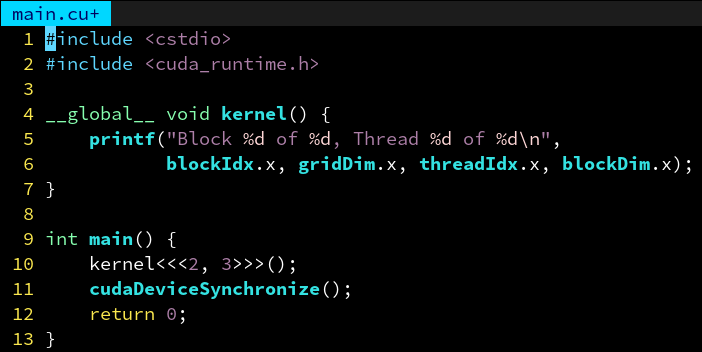 main.cu+
1 #include <cstdio>
2 #include <cuda_runtime.h>
3
4 __global__ void kernel() {
5     printf("Block %d of %d, Thread %d of %d\n",
6            blockIdx.x, gridDim.x, threadIdx.x, blockDim.x);
7 }
8
9 int main() {
10     kernel<<<2, 3>>>();
11     cudaDeviceSynchronize();
12     return 0;
13 }